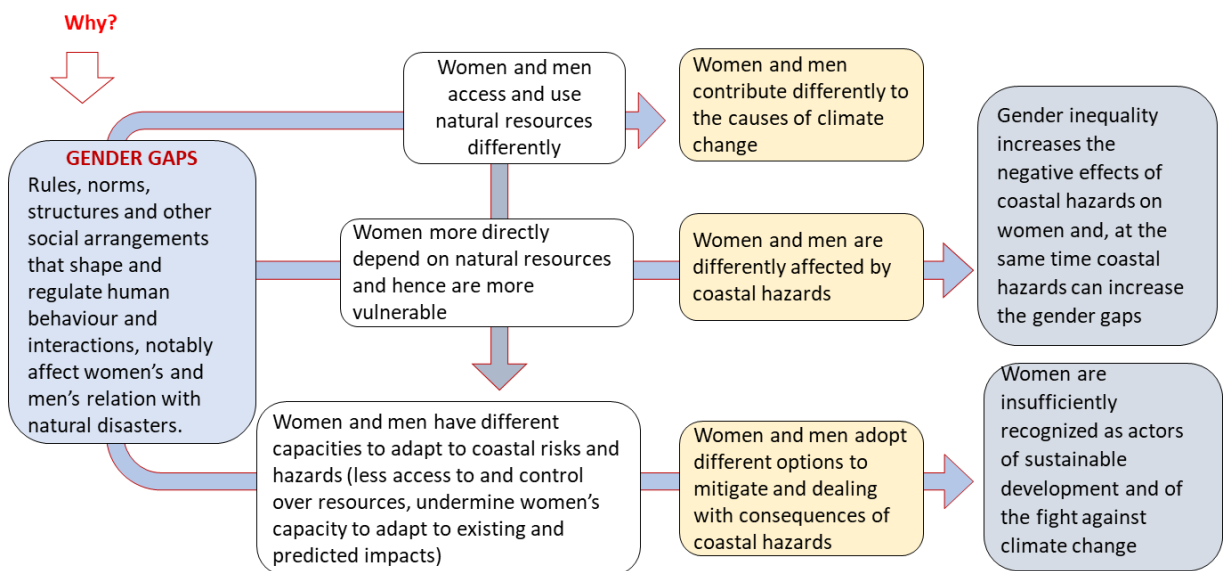 Why?
GENDER GAPS
Rules, norms,
structures and other
social arrangements
that shape and
regulate human
behaviour and
interactions, notably
affect women’s and
men’s relation with
natural disasters.
Women and men
access and use
natural resources
differently
Women and men
contribute differently to
the causes of climate
change
Women more directly
depend on natural resources
and hence are more
vulnerable
Women and men are
differently affected by
coastal hazards
Gender inequality
increases the
negative effects of
coastal hazards on
women and, at the
same time coastal
hazards can increase
the gender gaps
Women and men have different
capacities to adapt to coastal risks and
hazards (less access to and control
over resources, undermine women’s
capacity to adapt to existing and
predicted impacts)
Women and men adopt
different options to
mitigate and dealing
with consequences of
coastal hazards
Women are
insufficiently
recognized as actors
of sustainable
development and of
the fight against
climate change